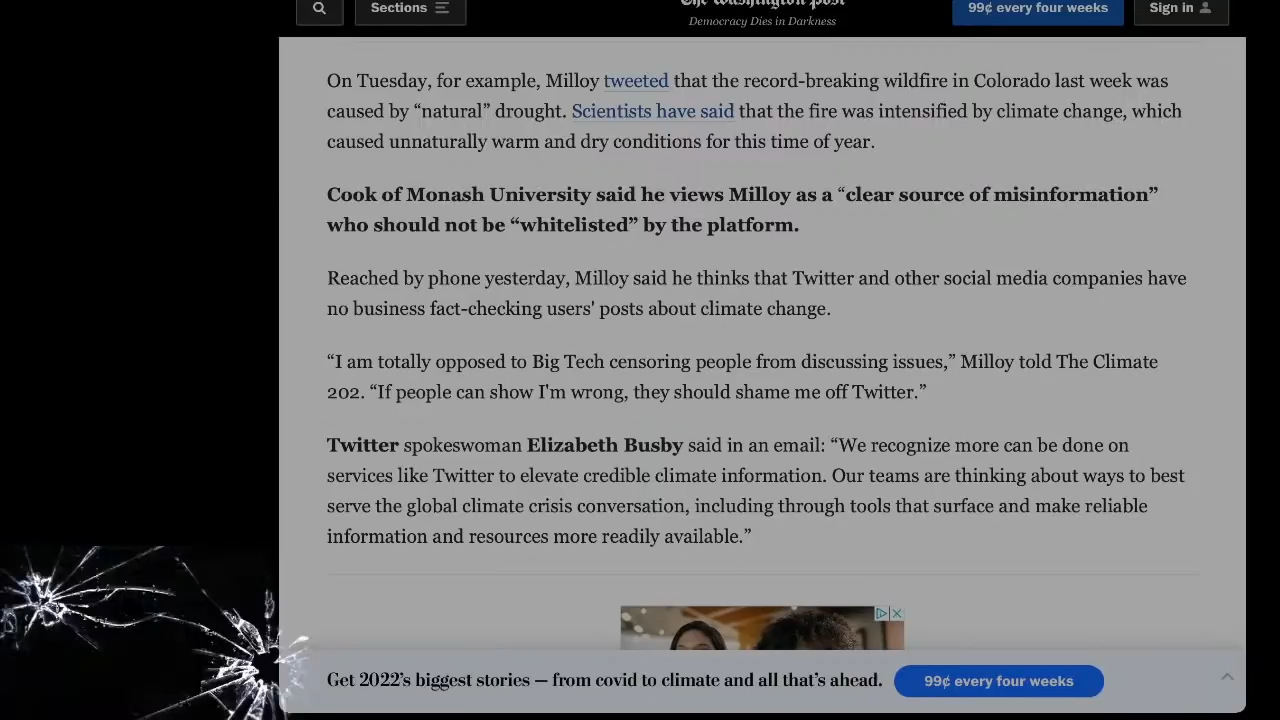 Sections
The Washington Post
99¢ every four weeks
Sign in
Democracy Dies in Darkness
On Tuesday, for example, Milloy tweeted that the record-breaking wildfire in Colorado last week was
caused by “natural” drought. Scientists have said that the fire was intensified by climate change, which
caused unnaturally warm and dry conditions for this time of year.
Cook of Monash University said he views Milloy as a “clear source of misinformation”
who should not be “whitelisted” by the platform.
Reached by phone yesterday, Milloy said he thinks that Twitter and other social media companies have
no business fact-checking users' posts about climate change.
“I am totally opposed to Big Tech censoring people from discussing issues,” Milloy told The Climate
202. “If people can show I'm wrong, they should shame me off Twitter.”
Twitter spokeswoman Elizabeth Busby said in an email: “We recognize more can be done on
services like Twitter to elevate credible climate information. Our teams are thinking about ways to best
serve the global climate crisis conversation, including through tools that surface and make reliable
information and resources more readily available.”
Get 2022’s biggest stories — from covid to climate and all that’s ahead.
99¢ every four weeks